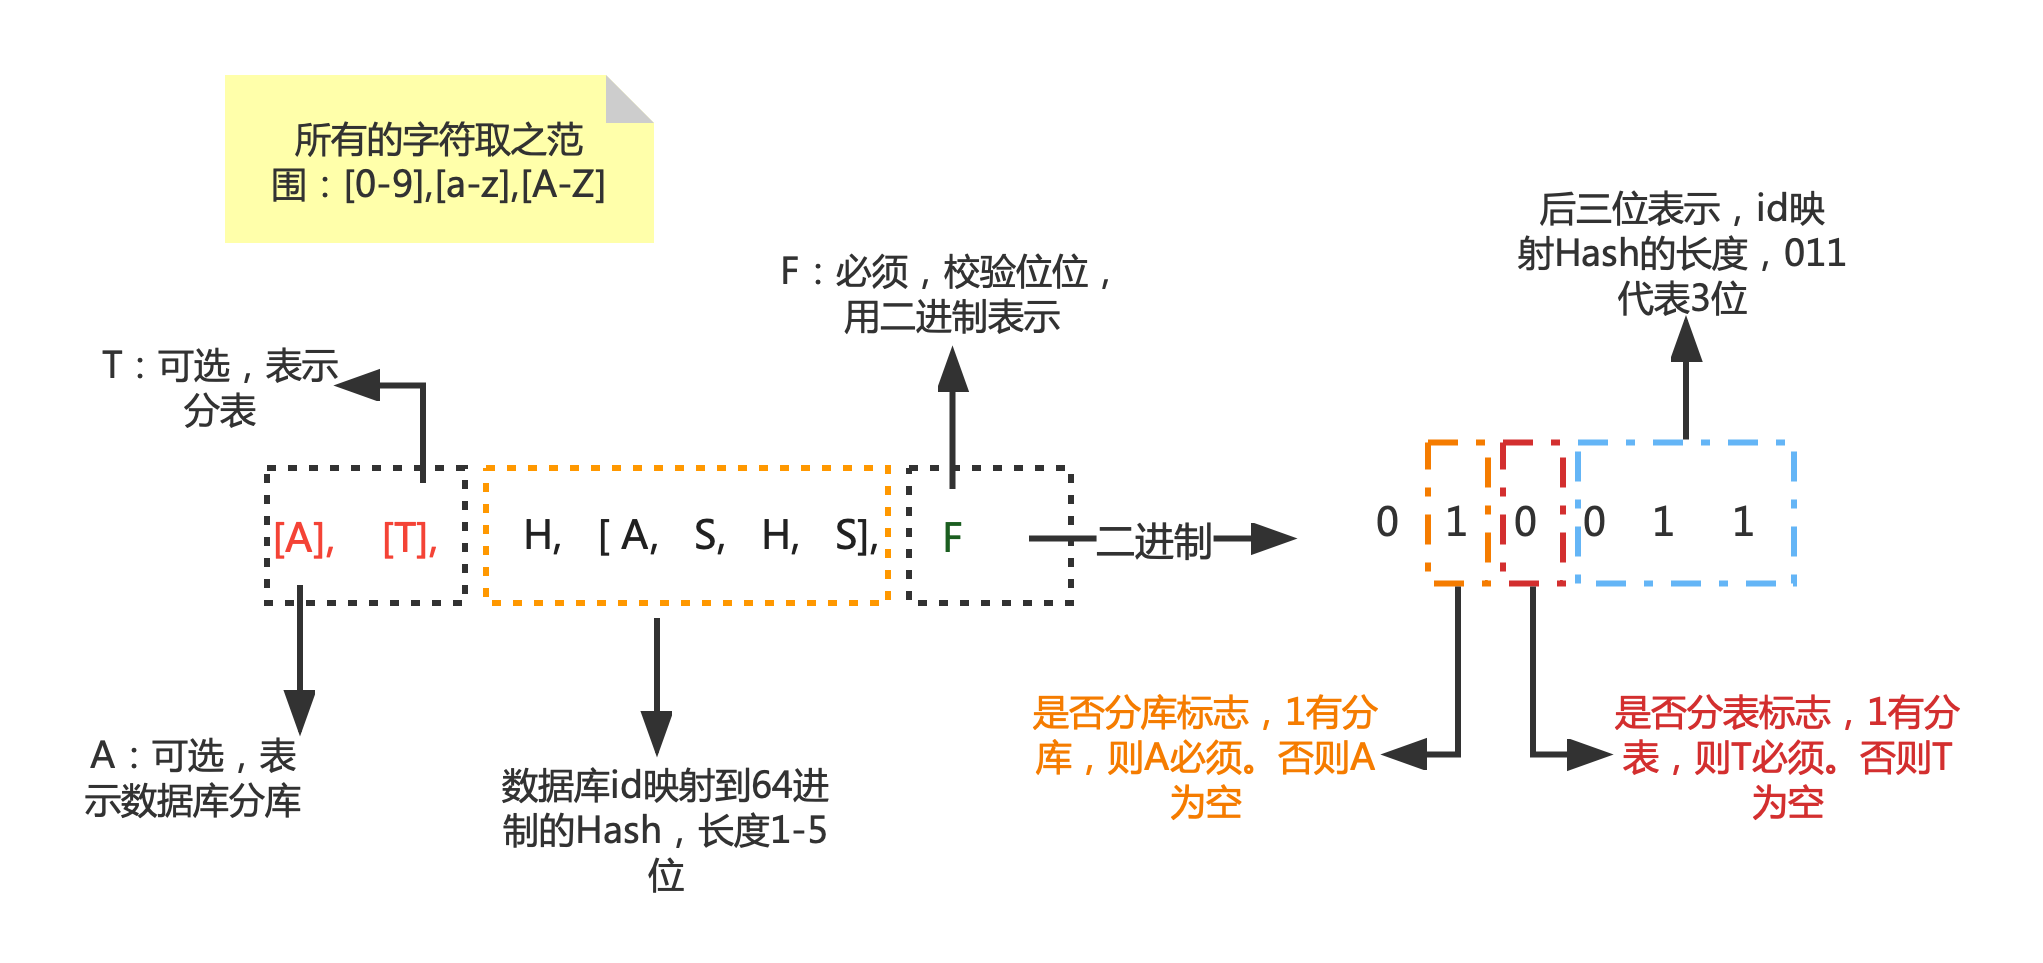 所有的字符取之范
围：[0-9],[a-z],[A-Z]
后三位表示，id映
射Hash的长度，011
代表3位
F：必须，校验位位，
用二进制表示
T：可选，表示
分表
[A], [T], H, [ A, S, H, S], F
二进制
0 1 0 0 1 1
A：可选，表
示数据库分库
数据库id映射到64进
制的Hash，长度1-5
位
是否分库标志，1有分
库，则A必须。否则A
为空
是否分表标志，1有分
表，则T必须。否则T
为空